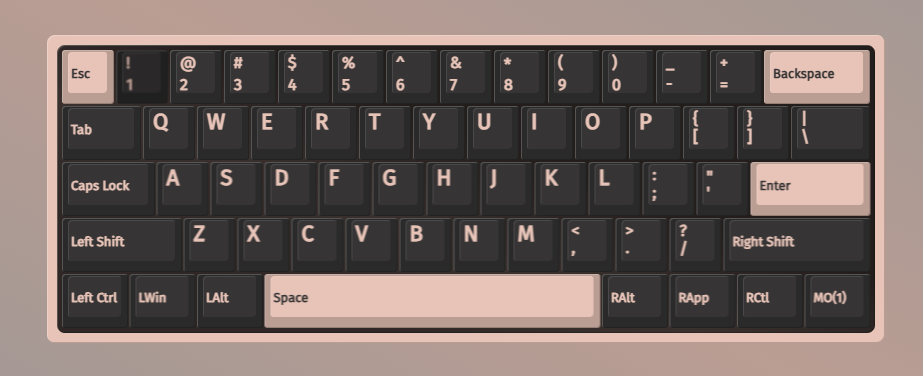 Esc ! @ # $ % ^ & * ( ) _ + Backspace
1 2 3 4 5 6 7 8 9 0 - =
Tab Q W E R T Y U I O P { } |
[ ] \
Caps Lock A S D F G H J K L : " Enter
; '
Left Shift Z X C V B N M < > ? Right Shift
, . /
Left Ctrl LWin LAlt Space RAlt RApp RCtl MO(1)